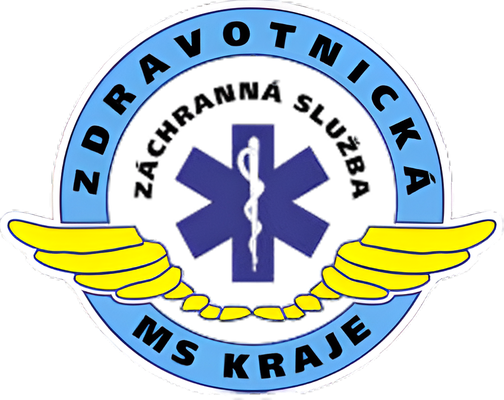 ZDRAVOTNICKÁ
ZÁCHRANNÁ SLUŽBA
MS KRAJE